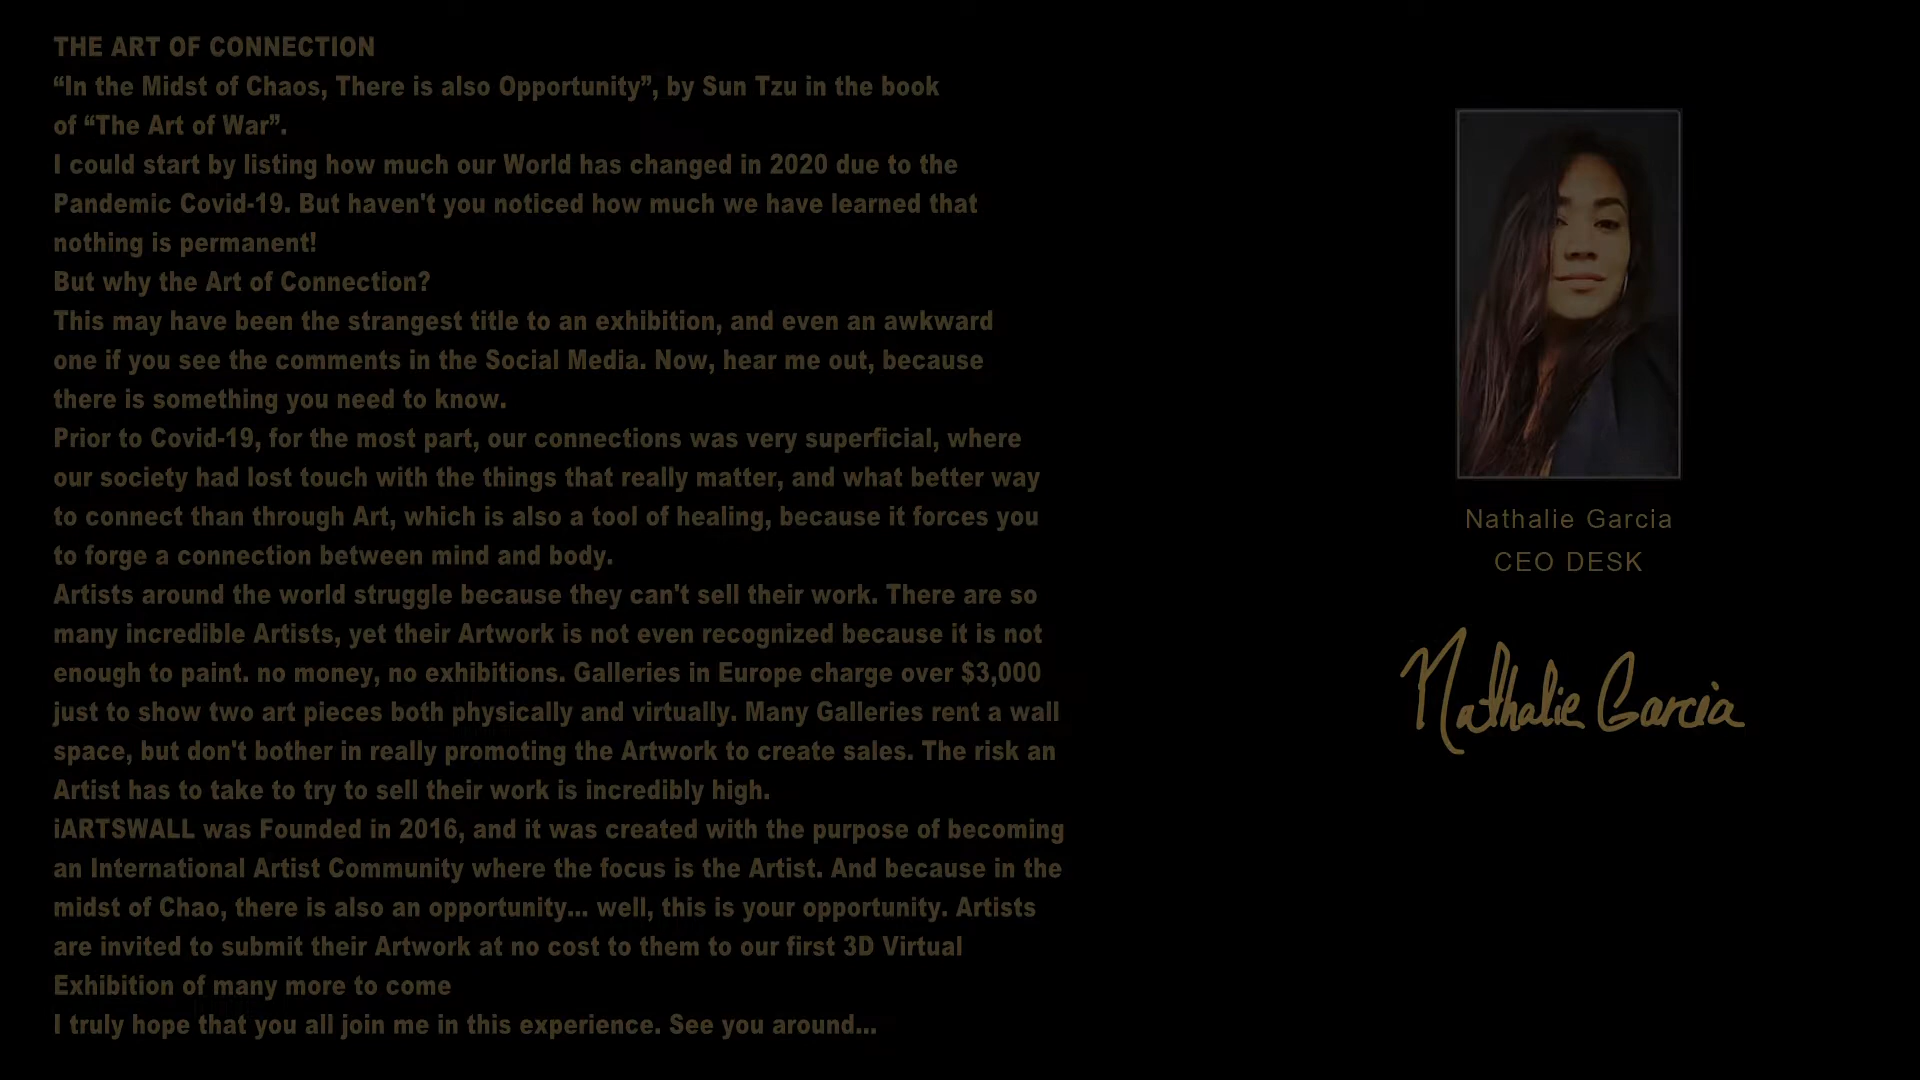 THE ART OF CONNECTION
“In the Midst of Chaos, There is also Opportunity”, by Sun Tzu in the book
of “The Art of War”.
I could start by listing how much our World has changed in 2020 due to the
Pandemic Covid-19. But haven't you noticed how much we have learned that
nothing is permanent!
But why the Art of Connection?
This may have been the strangest title to an exhibition, and even an awkward
one if you see the comments in the Social Media. Now, hear me out, because
there is something you need to know.
Prior to Covid-19, for the most part, our connections was very superficial, where
our society had lost touch with the things that really matter, and what better way
to connect than through Art, which is also a tool of healing, because it forces you
to forge a connection between mind and body.
Artists around the world struggle because they can't sell their work. There are so
many incredible Artists, yet their Artwork is not even recognized because it is not
enough to paint. no money, no exhibitions. Galleries in Europe charge over $3,000
just to show two art pieces both physically and virtually. Many Galleries rent a wall
space, but don't bother in really promoting the Artwork to create sales. The risk an
Artist has to take to try to sell their work is incredibly high.
iARTSWALL was Founded in 2016, and it was created with the purpose of becoming
an International Artist Community where the focus is the Artist. And because in the
midst of Chao, there is also an opportunity... well, this is your opportunity. Artists
are invited to submit their Artwork at no cost to them to our first 3D Virtual
Exhibition of many more to come
I truly hope that you all join me in this experience. See you around...
Nathalie Garcia
CEO DESK
Nathalie Garcia